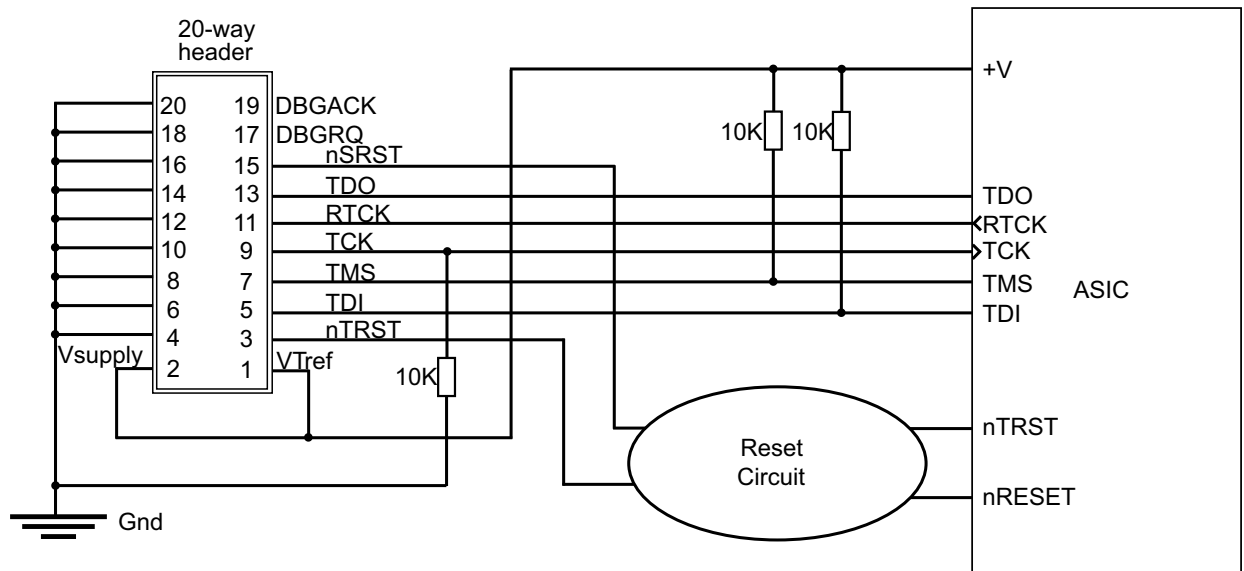 20-way
header
+V
20 19 DBGACK
18 17 DBGRQ
10K 10K
nSRST
16 15
TDO
14 13 TDO
RTCK
12 11 RTCK
TCK
10 9 TCK
TMS
8 7 TMS
ASIC
TDI
6 5 TDI
nTRST
4 3
Vsupply VTref
2 1
10K
nTRST
Reset
Circuit
nRESET
Gnd